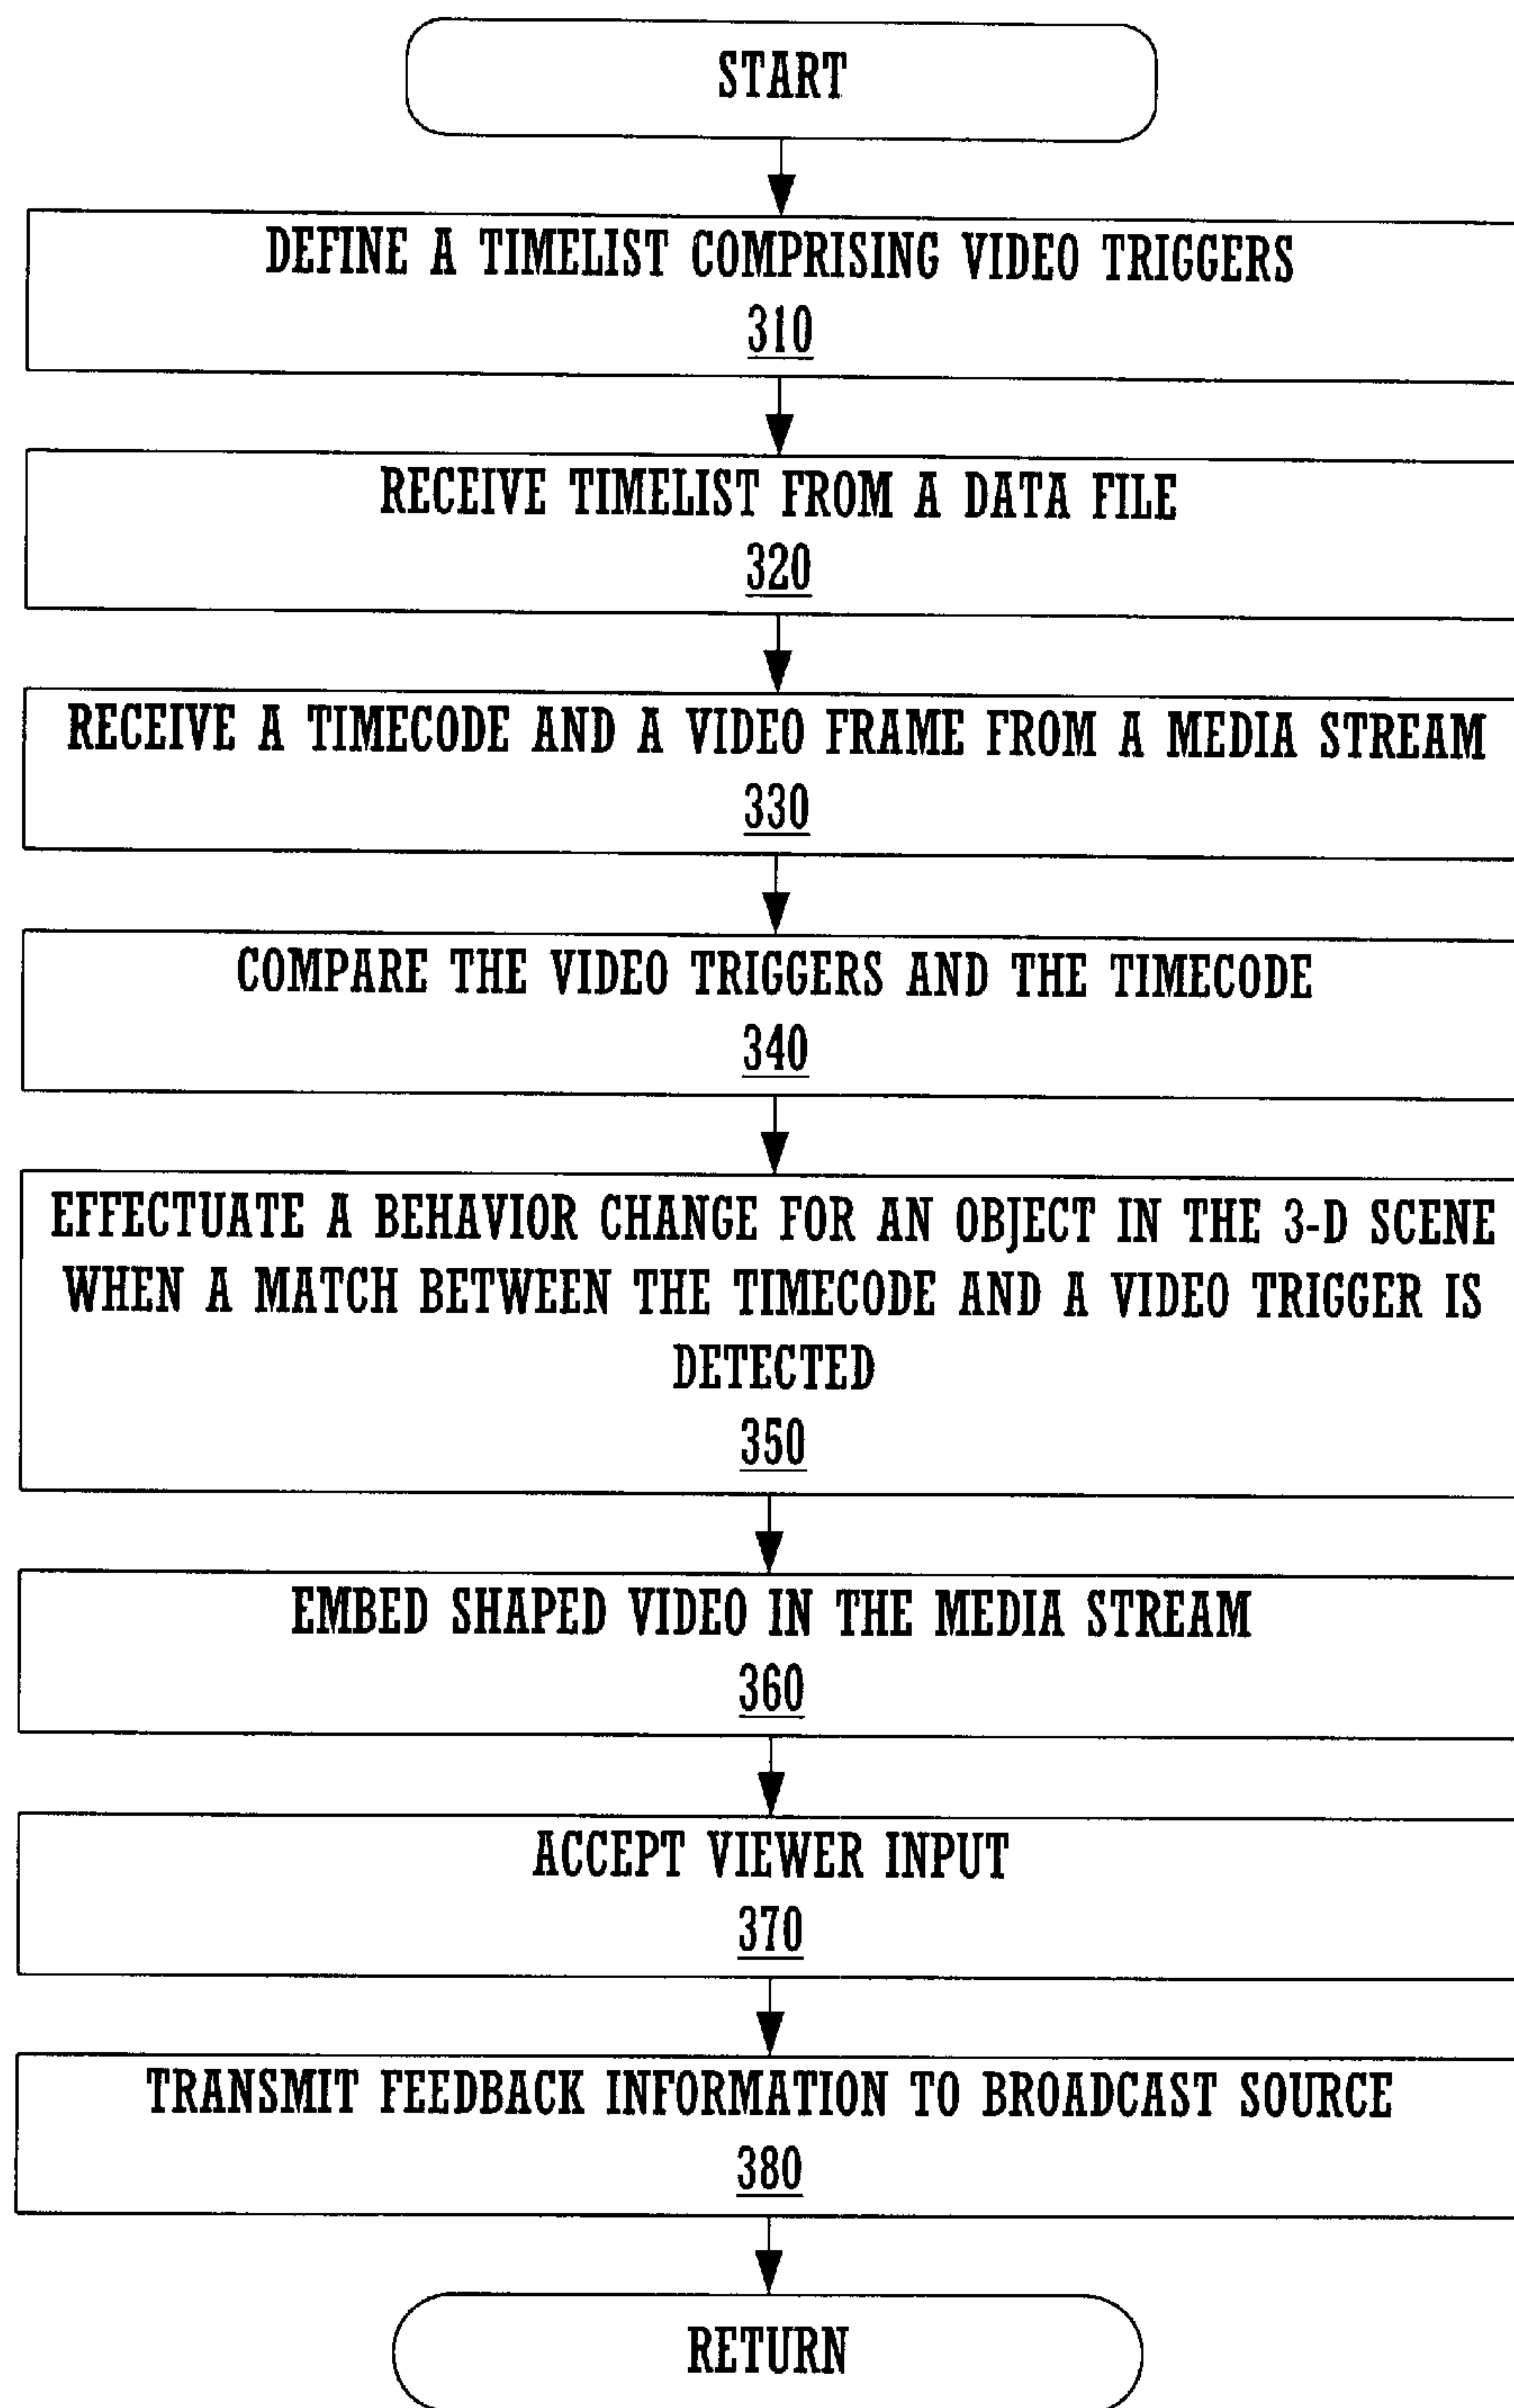 START
DEFINE A TIMELIST COMPRISING VIDEO TRIGGERS
310
RECEIVE TIMELIST FROM A DATA FILE
320
RECEIVE A TIMECODE AND A VIDEO FRAME FROM A MEDIA STREAM
330
COMPARE THE VIDEO TRIGGERS AND THE TIMECODE
340
EFFECTUATE A BEHAVIOR CHANGE FOR AN OBJECT IN THE 3-D SCENE
WHEN A MATCH BETWEEN THE TIMECODE AND A VIDEO TRIGGER IS
DETECTED
350
EMBED SHAPED VIDEO IN THE MEDIA STREAM
360
ACCEPT VIEWER INPUT
370
TRANSMIT FEEDBACK INFORMATION TO BROADCAST SOURCE
380
RETURN